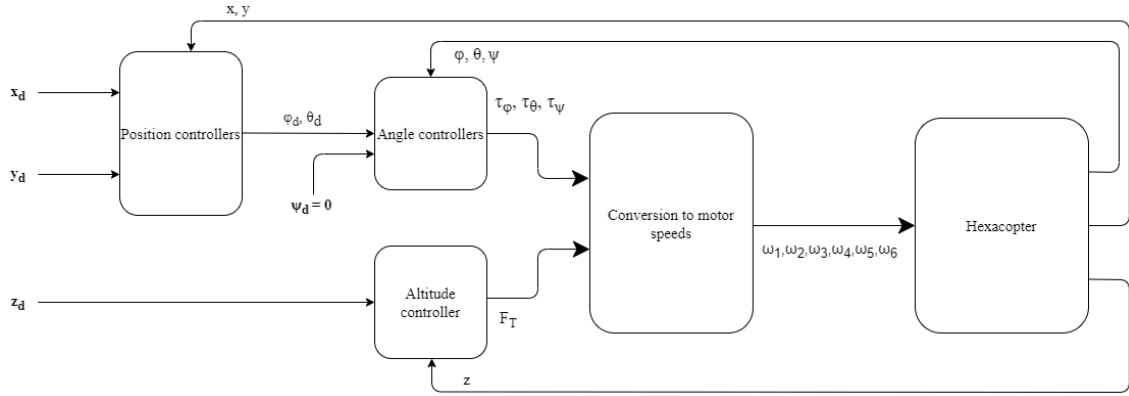 x, y
φ, θ, ψ
x_d
τ_φ, τ_θ, τ_ψ
φ_d, θ_d
Position controllers
Angle controllers
y_d
ψ_d = 0
Conversion to motor
speeds
Hexacopter
ω_1,ω_2,ω_3,ω_4,ω_5,ω_6
z_d
Altitude
controller
F_T
z